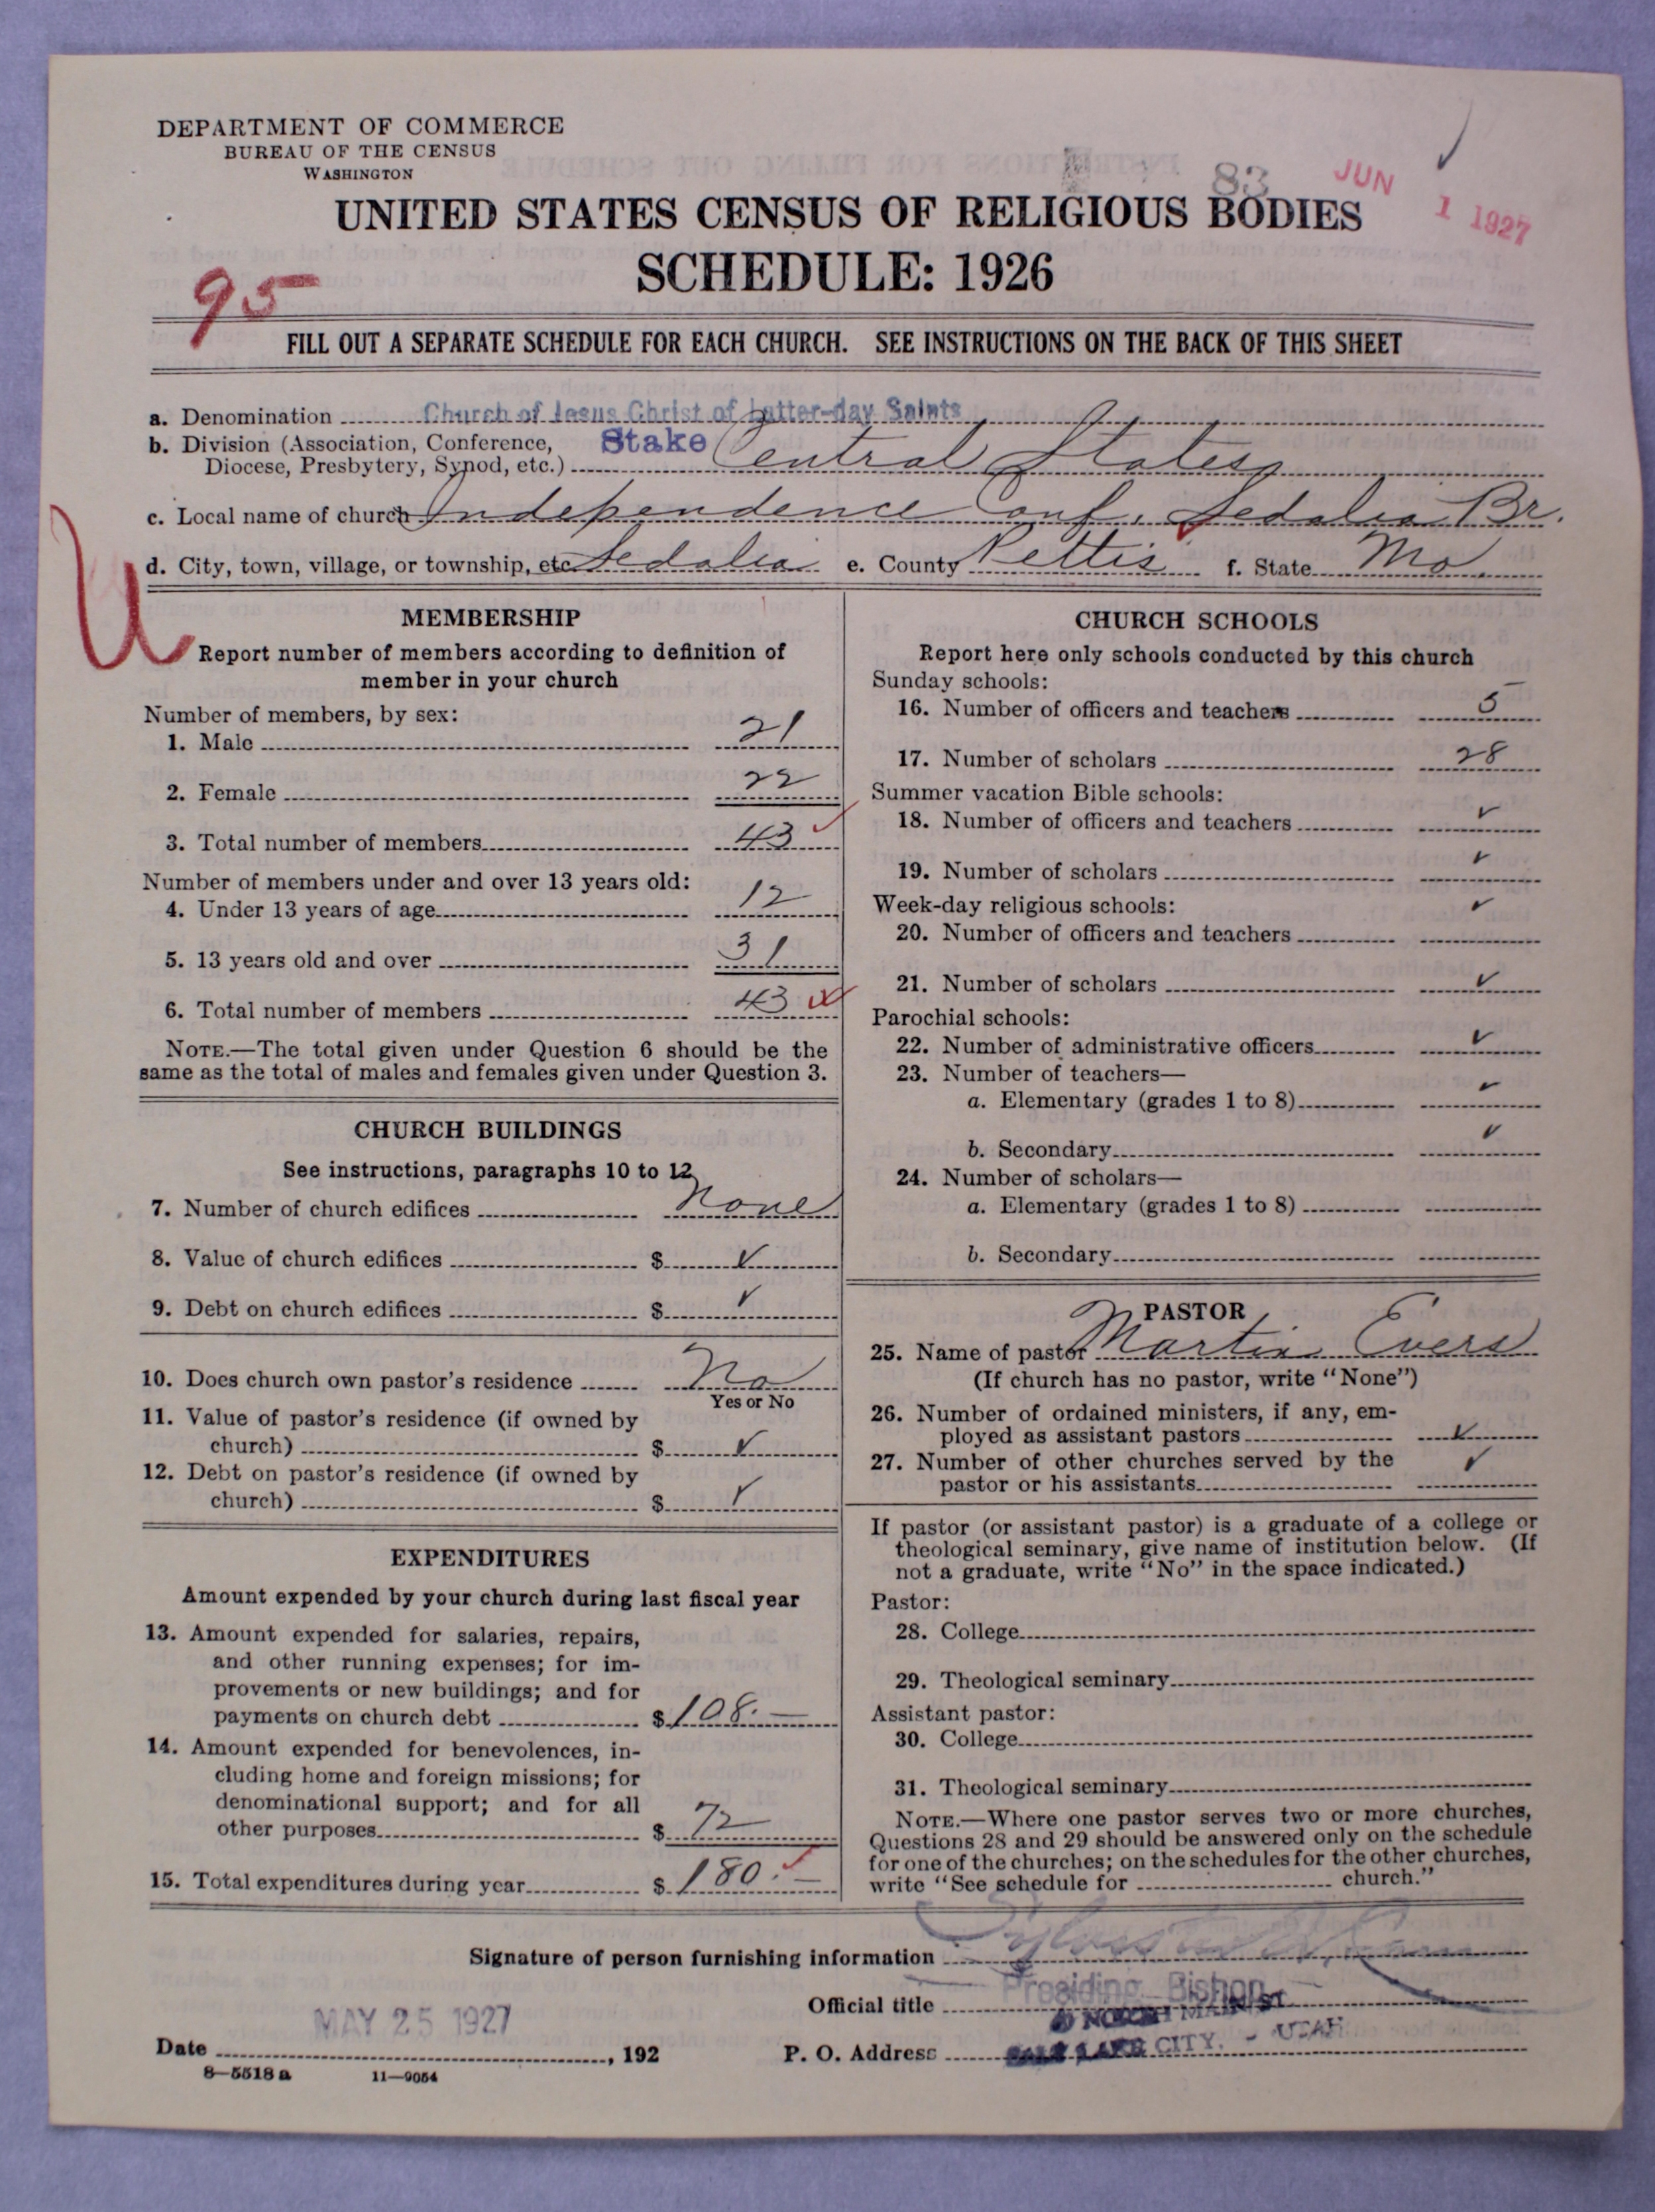 DEPARTMENT OF COMMERCE
BUREAU OF THE CENSUS
WASHINGTON
83
JUN 1 1927
UNITED STATES CENSUS OF RELIGIOUS BODIES
SCHEDULE: 1926
95
FILL OUT A SEPARATE SCHEDULE FOR EACH CHURCH. SEE INSTRUCTIONS ON THE BACK OF THIS SHEET
a. Denomination Church of Jesus Christ of Latter-day Saints
b. Division (Association, Conference, Stake
Diocese, Presbytery, Synod, etc.) Central States
c. Local name of church Independence Conf. Sedalia Br.
d. City, town, village, or township, etc. Sedalia e. County Pettis f. State Mo.
U
MEMBERSHIP
Report number of members according to definition of
member in your church
Number of members, by sex:
1. Male 21
2. Female 22
3. Total number of members 43
Number of members under and over 13 years old:
4. Under 13 years of age 12
5. 13 years old and over 31
6. Total number of members 43
NOTE.—The total given under Question 6 should be the
same as the total of males and females given under Question 3.
CHURCH BUILDINGS
See instructions, paragraphs 10 to 12
7. Number of church edifices None
8. Value of church edifices $ ✓
9. Debt on church edifices $ ✓
10. Does church own pastor's residence No
Yes or No
11. Value of pastor's residence (if owned by
church) $ ✓
12. Debt on pastor's residence (if owned by
church) $ ✓
EXPENDITURES
Amount expended by your church during last fiscal year
13. Amount expended for salaries, repairs,
and other running expenses; for im-
provements or new buildings; and for
payments on church debt $ 108.—
14. Amount expended for benevolences, in-
cluding home and foreign missions; for
denominational support; and for all
other purposes $ 72
15. Total expenditures during year $ 180.—
CHURCH SCHOOLS
Report here only schools conducted by this church
Sunday schools:
16. Number of officers and teachers 5
17. Number of scholars 28
Summer vacation Bible schools:
18. Number of officers and teachers ✓
19. Number of scholars ✓
Week-day religious schools:
20. Number of officers and teachers ✓
21. Number of scholars ✓
Parochial schools:
22. Number of administrative officers ✓
23. Number of teachers—
a. Elementary (grades 1 to 8) ✓
b. Secondary ✓
24. Number of scholars—
a. Elementary (grades 1 to 8)
b. Secondary
PASTOR
25. Name of pastor Martin Evers
(If church has no pastor, write "None")
26. Number of ordained ministers, if any, em-
ployed as assistant pastors ✓
27. Number of other churches served by the
pastor or his assistants ✓
If pastor (or assistant pastor) is a graduate of a college or
theological seminary, give name of institution below. (If
not a graduate, write "No" in the space indicated.)
Pastor:
28. College
29. Theological seminary
Assistant pastor:
30. College
31. Theological seminary
NOTE.—Where one pastor serves two or more churches,
Questions 28 and 29 should be answered only on the schedule
for one of the churches; on the schedules for the other churches,
write "See schedule for church."
Signature of person furnishing information
Official title Presiding Bishop
NORTH MAIN ST
P. O. Address SALT LAKE CITY, - UTAH
MAY 25 1927
Date , 192
8—5518 a 11—9054